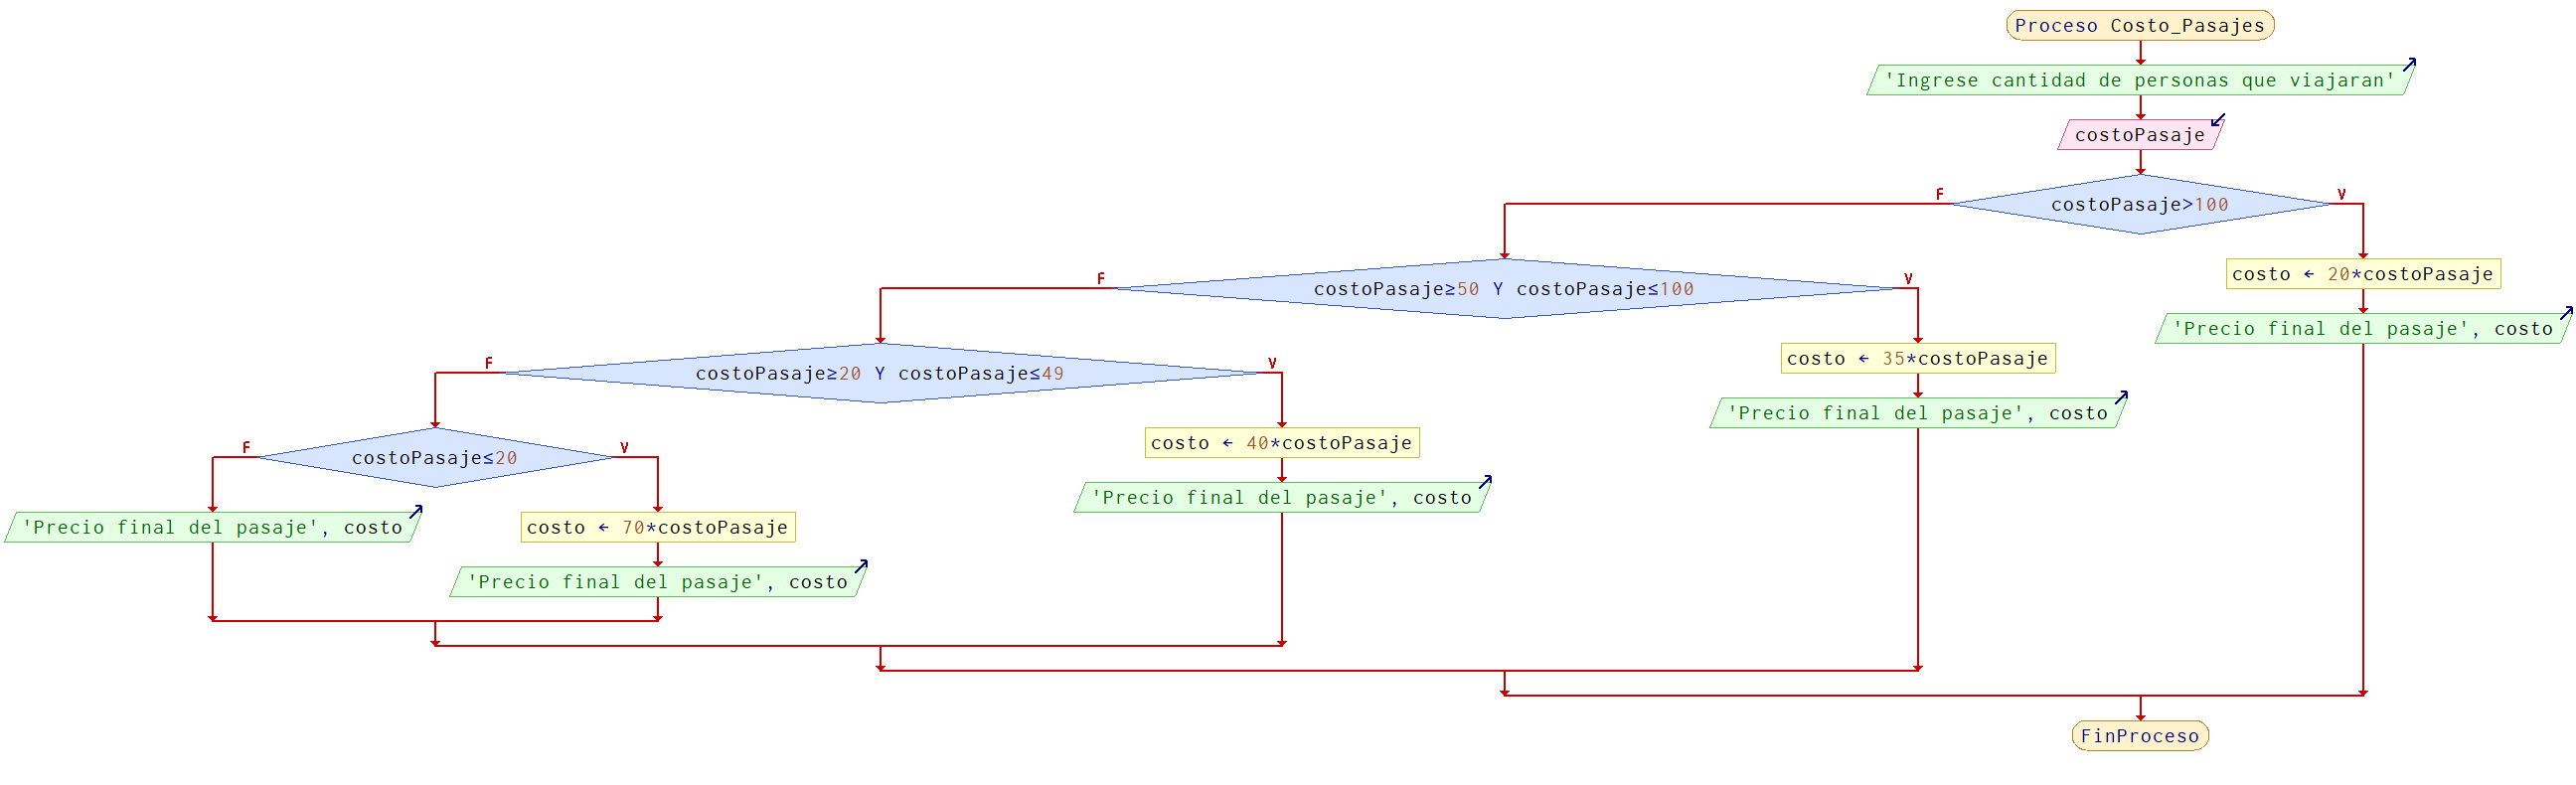 Proceso Costo_Pasajes
'Ingrese cantidad de personas que viajaran'
costoPasaje
F
V
costoPasaje>100
F
V
costo ← 20*costoPasaje
costoPasaje≥50 Y costoPasaje≤100
'Precio final del pasaje', costo
F
V
costo ← 35*costoPasaje
costoPasaje≥20 Y costoPasaje≤49
'Precio final del pasaje', costo
F
V
costo ← 40*costoPasaje
costoPasaje≤20
'Precio final del pasaje', costo
'Precio final del pasaje', costo
costo ← 70*costoPasaje
'Precio final del pasaje', costo
FinProceso